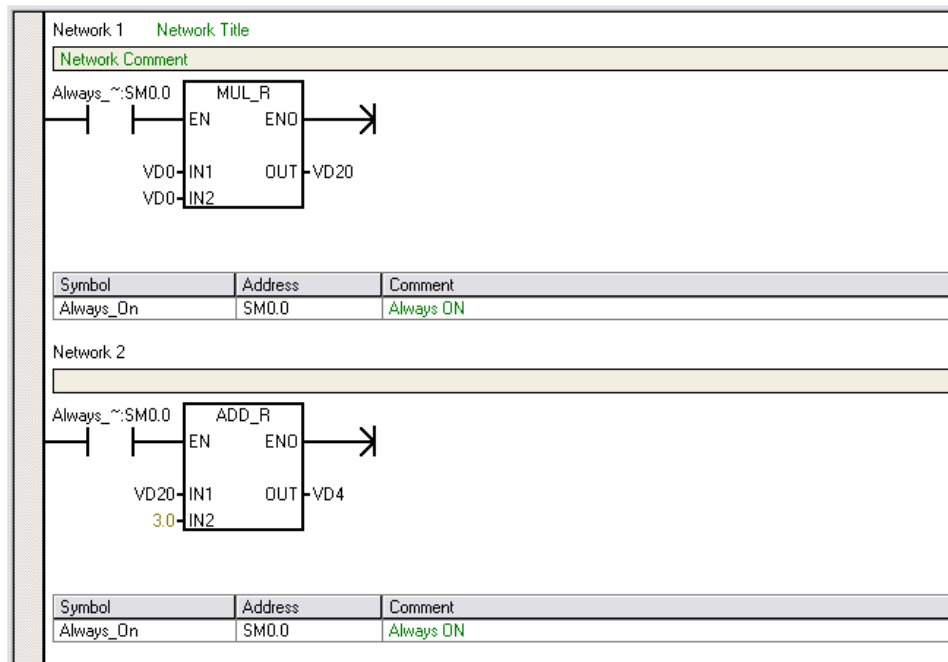 Network 1 Network Title
Network Comment
Always_~:SM0.0 MUL_R
EN ENO
VD0 IN1 OUT VD20
VD0 IN2
Symbol Address Comment
Always_On SM0.0 Always ON
Network 2
Always_~:SM0.0 ADD_R
EN ENO
VD20 IN1 OUT VD4
3.0 IN2
Symbol Address Comment
Always_On SM0.0 Always ON